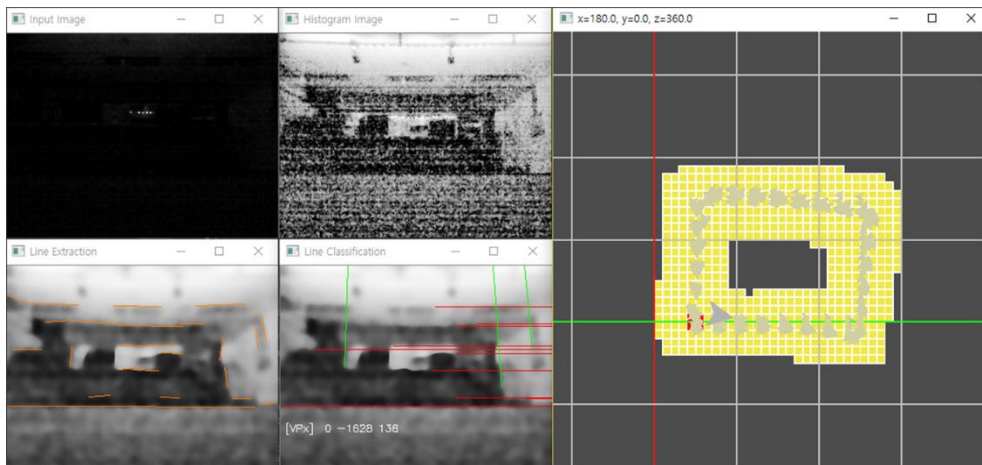 Input Image
Histogram Image
x=180.0, y=0.0, z=360.0
Line Extraction
Line Classification
[VPx] 0 -1628 136